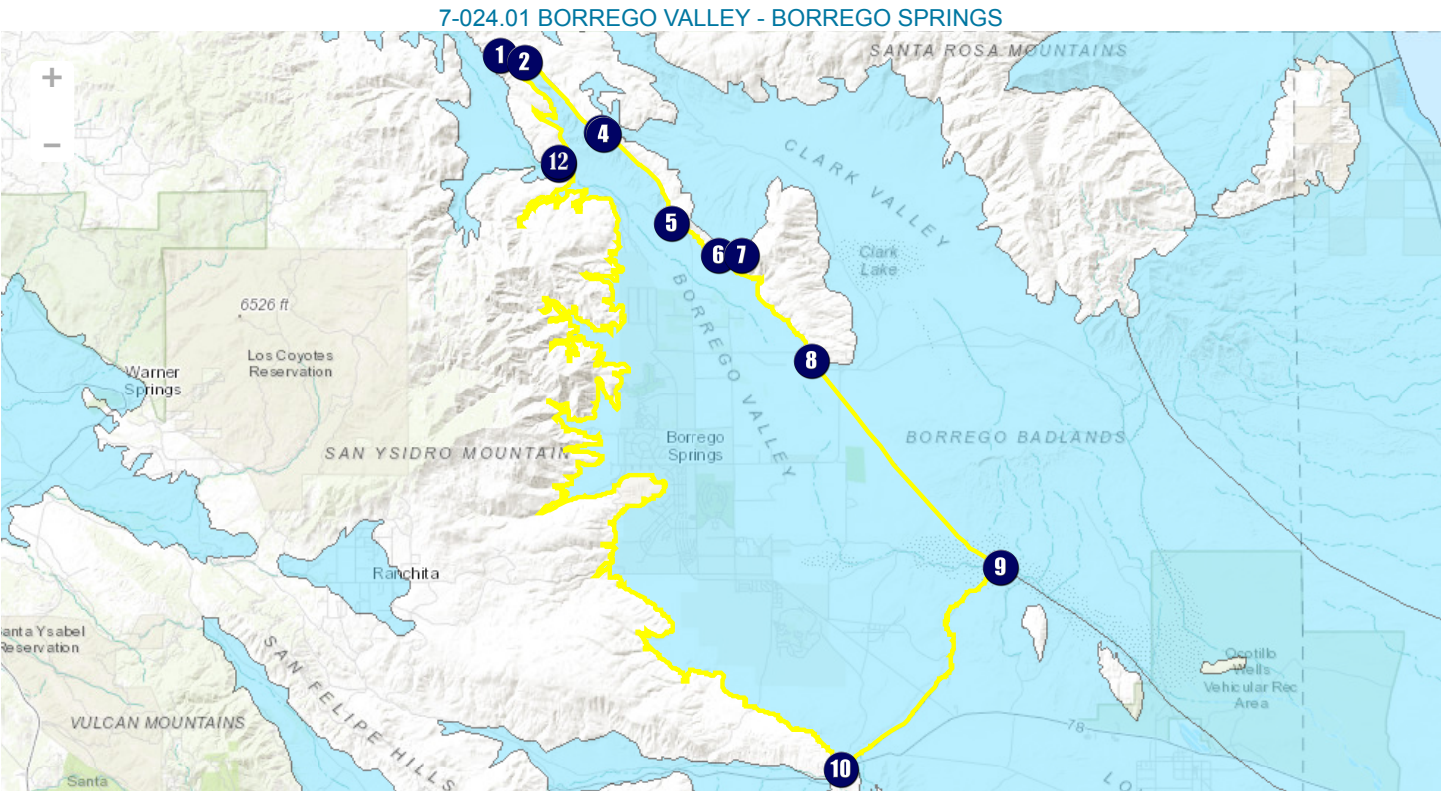 7-024.01 BORREGO VALLEY - BORREGO SPRINGS
+
−
SANTA ROSA MOUNTAINS
1
2
4
12
CLARK VALLEY
5
6
7
Clark
Lake
6526 ft
BORREGO VALLEY
Los Coyotes
Reservation
8
Warner
Springs
Borrego
Springs
BORREGO BADLANDS
SAN YSIDRO MOUNTAIN
9
Ranchita
anta Ysabel
Reservation
SAN FELIPE HILLS
Ocotillo
Wells
Vehicular Rec
Area
VULCAN MOUNTAINS
78
10
Santa
LO